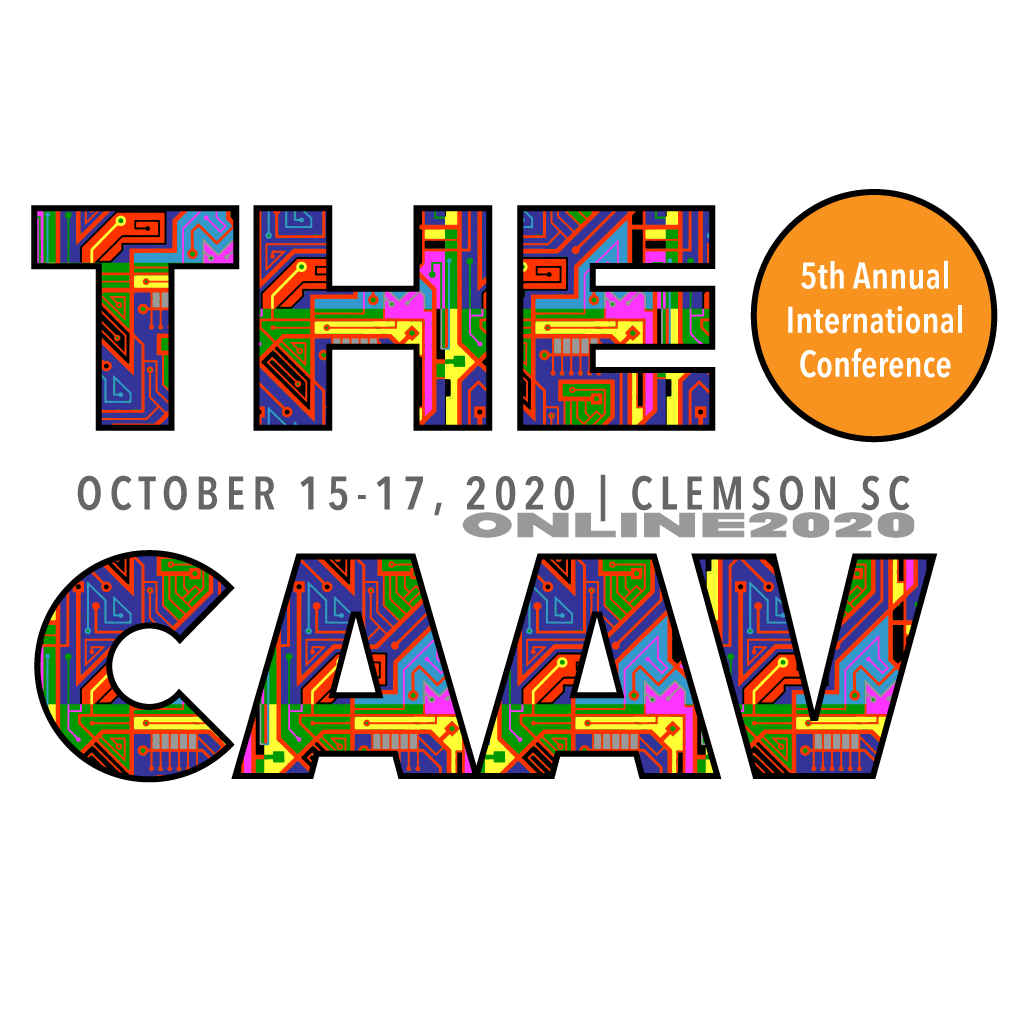 THE
5th Annual
International
Conference
OCTOBER 15-17, 2020 | CLEMSON SC
ONLINE2020
CAAV